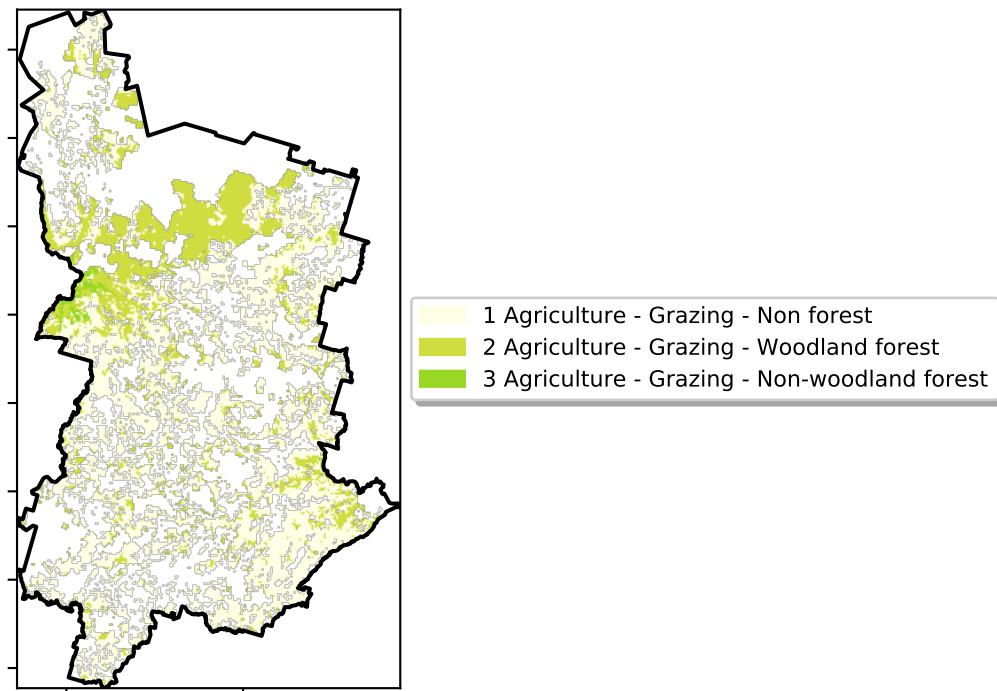 1 Agriculture - Grazing - Non forest
2 Agriculture - Grazing - Woodland forest
3 Agriculture - Grazing - Non-woodland forest